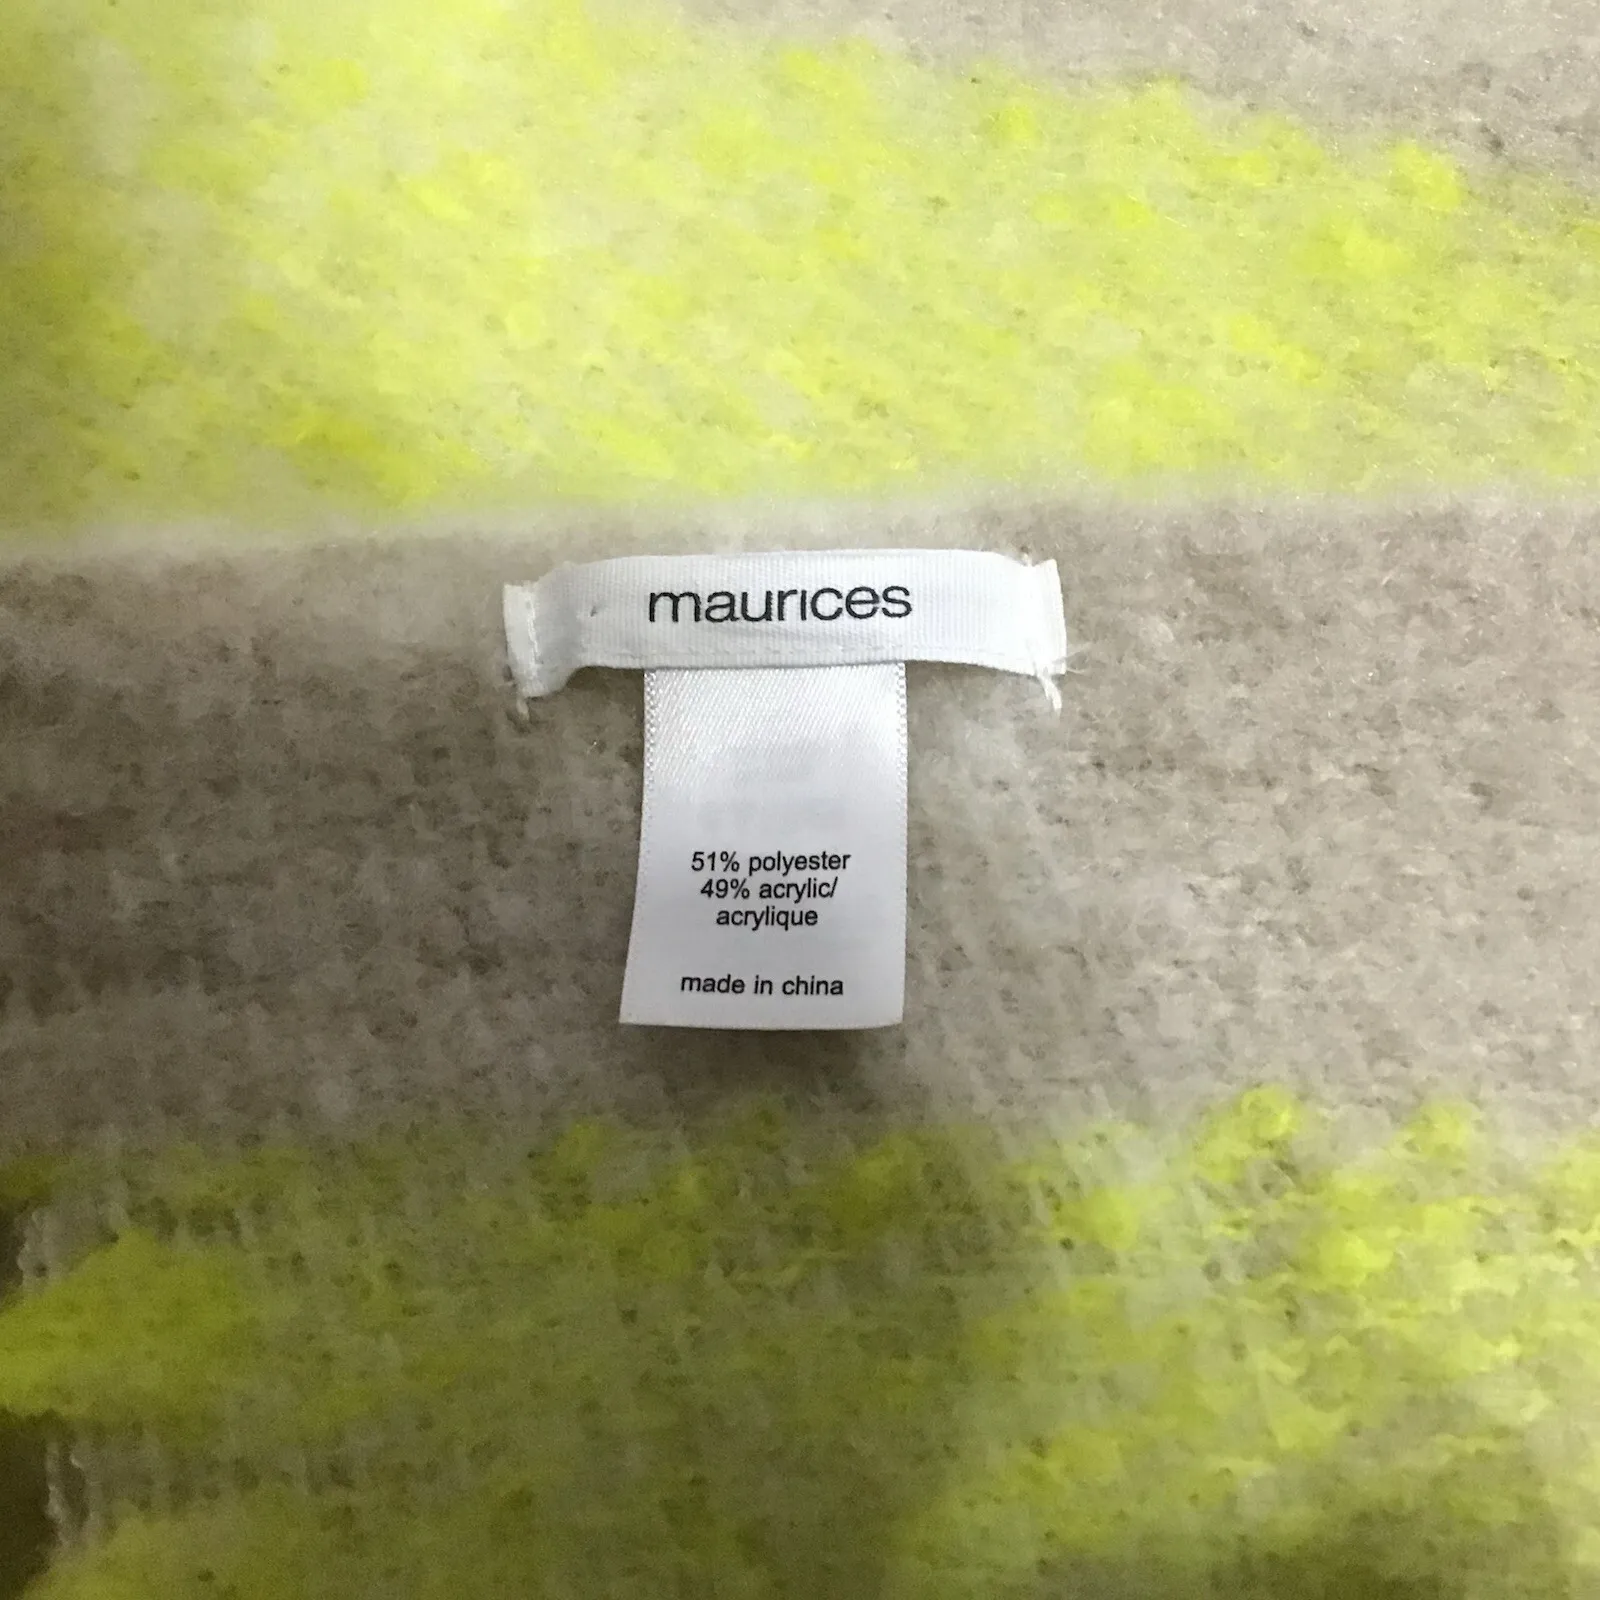 maurices
51% polyester
49% acrylic/
acrylique
made in china